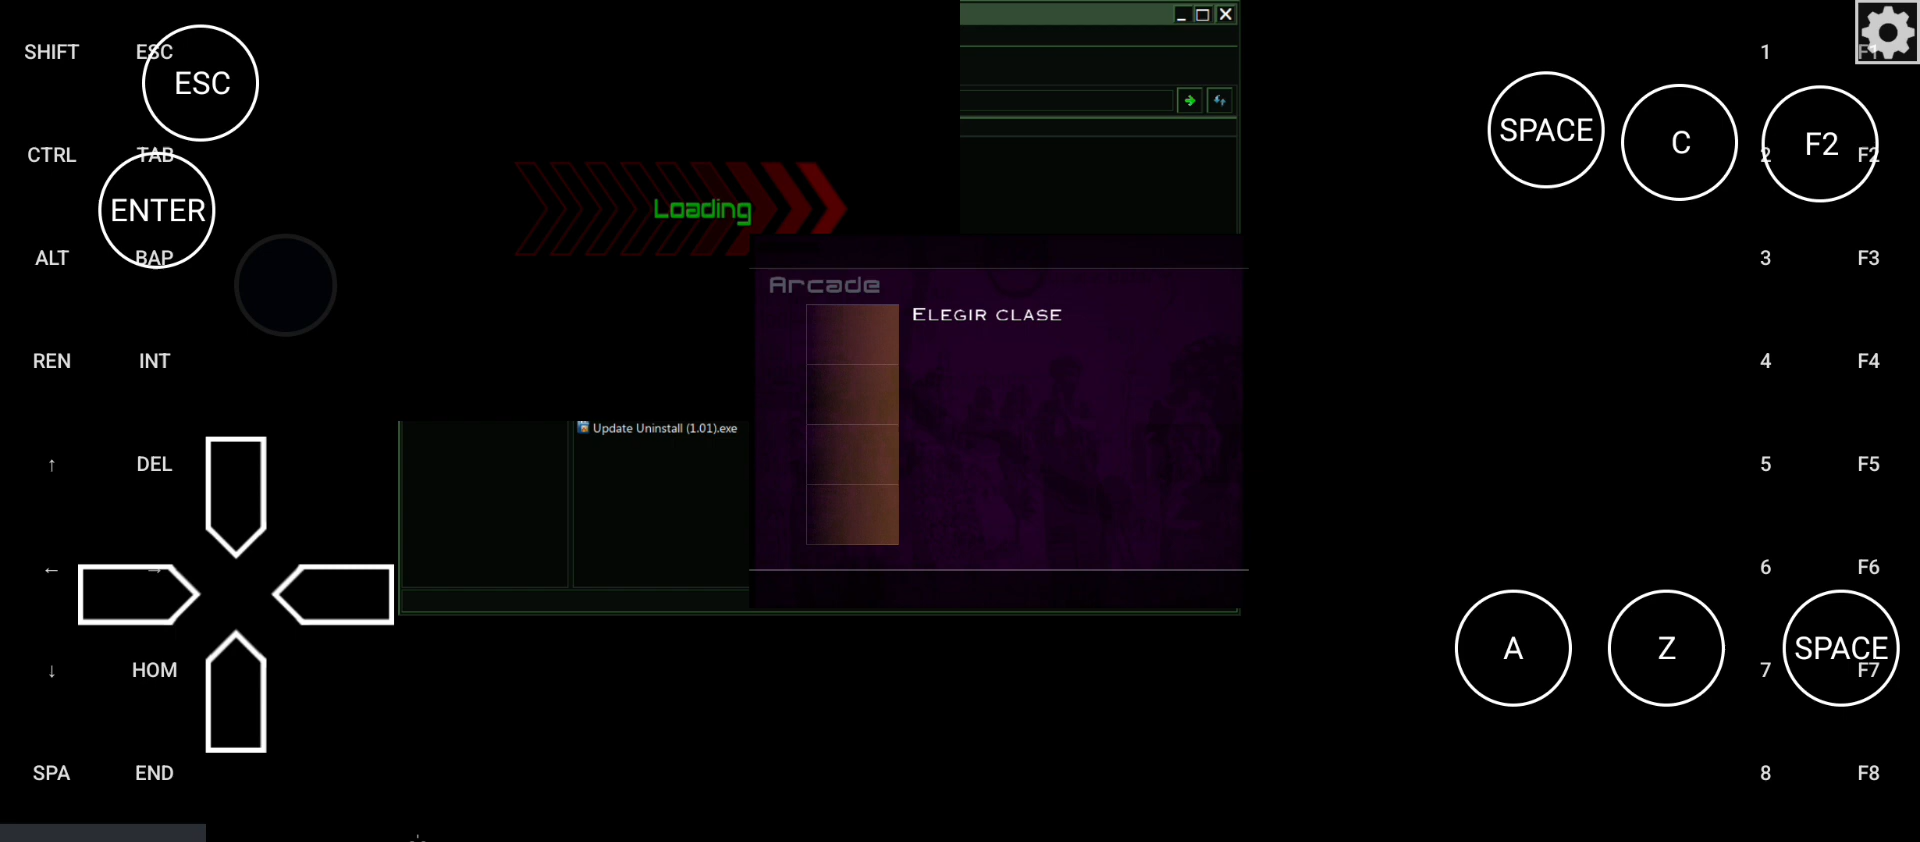 SHIFT ESC 1 F1
ESC
SPACE C F2
CTRL TAB 2 F2
ENTER
Loading
ALT BAP 3 F3
Arcade
ELEGIR CLASE
REN INT 4 F4
Update Uninstall (1.01).exe
↑ DEL 5 F5
← → 6 F6
A Z SPACE
↓ HOM 7 F7
SPA END 8 F8